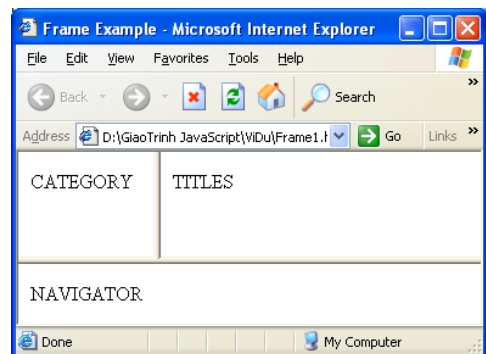 Frame Example - Microsoft Internet Explorer
File Edit View Favorites Tools Help
Back Search
Address D:\GiaoTrinh JavaScript\ViDu\Frame1.h Go Links
CATEGORY TITLES
NAVIGATOR
Done My Computer